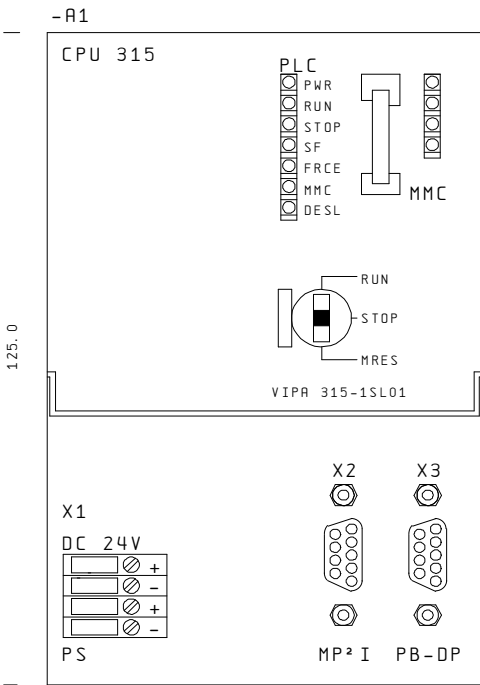 -A1
CPU 315
PLC
PWR
RUN
STOP
SF
FRCE
MMC
DESL
MMC
RUN
STOP
MRES
VIPA 315-1SL01
125.0
X2 X3
X1
DC 24V
+
-
+
-
PS
MP² I PB-DP